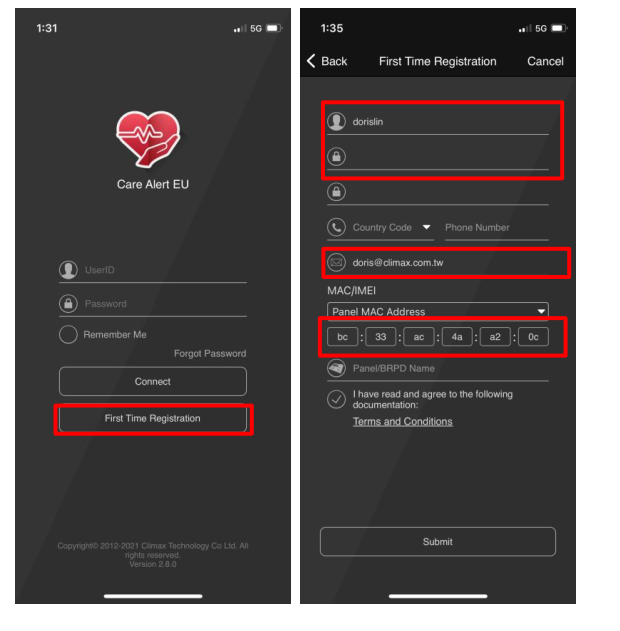 1:31
5G
Care Alert EU
UserID
Password
Remember Me
Forgot Password
Connect
First Time Registration
Copyright© 2012-2021 Climax Technology Co Ltd. All
rights reserved.
Version 2.8.0
1:35
5G
Back First Time Registration Cancel
dorislin
Country Code Phone Number
doris@climax.com.tw
MAC/IMEI
Panel MAC Address
bc : 33 : ac : 4a : a2 : 0c
Panel/BRPD Name
I have read and agree to the following
documentation:
Terms and Conditions
Submit